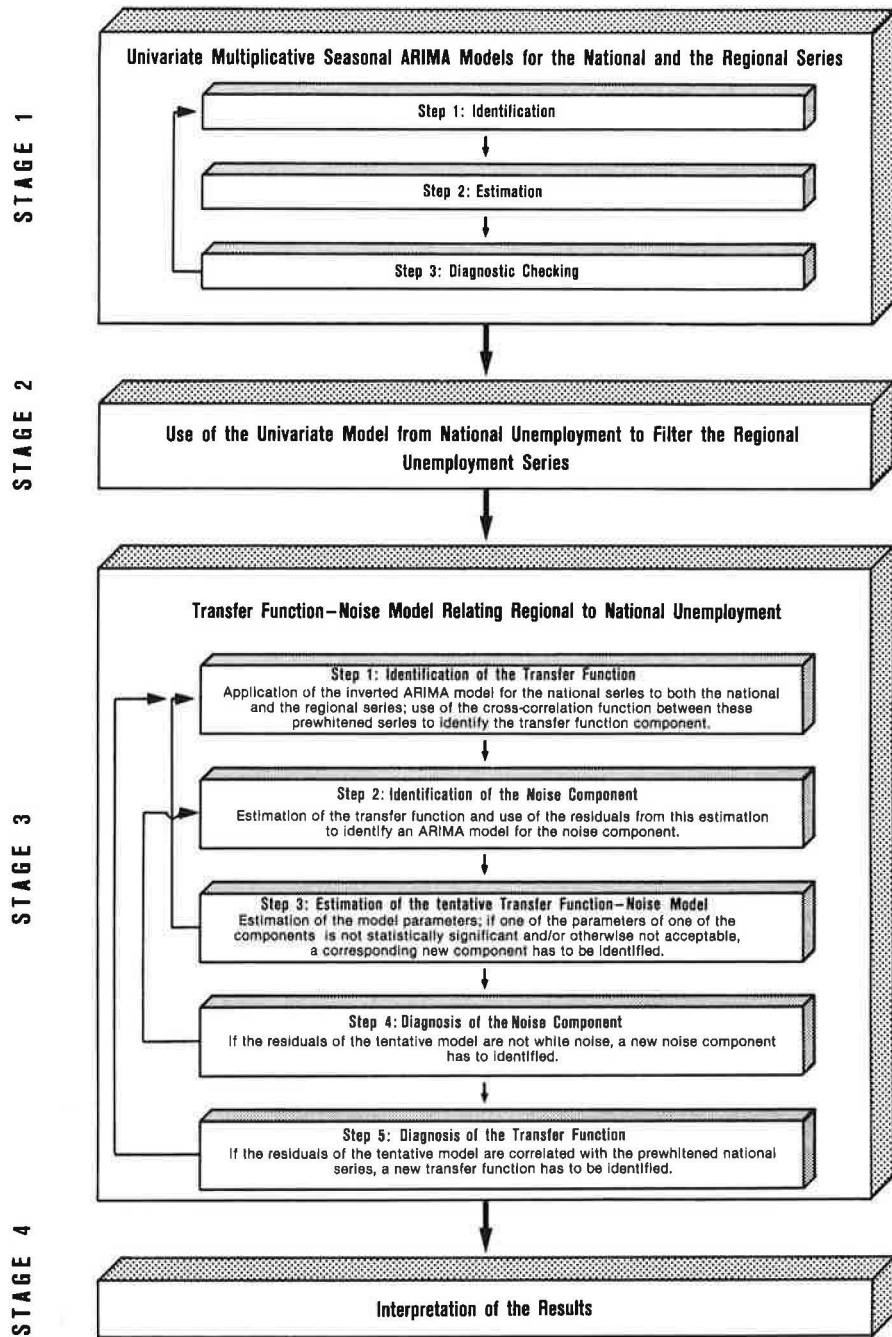 STAGE 1
Univariate Multiplicative Seasonal ARIMA Models for the National and the Regional Series
Step 1: Identification
Step 2: Estimation
Step 3: Diagnostic Checking
STAGE 2
Use of the Univariate Model from National Unemployment to Filter the Regional
Unemployment Series
STAGE 3
Transfer Function–Noise Model Relating Regional to National Unemployment
Step 1: Identification of the Transfer Function
Application of the inverted ARIMA model for the national series to both the national
and the regional series; use of the cross-correlation function between these
prewhitened series to identify the transfer function component.
Step 2: Identification of the Noise Component
Estimation of the transfer function and use of the residuals from this estimation
to identify an ARIMA model for the noise component.
Step 3: Estimation of the tentative Transfer Function–Noise Model
Estimation of the model parameters; if one of the parameters of one of the
components is not statistically significant and/or otherwise not acceptable,
a corresponding new component has to be identified.
Step 4: Diagnosis of the Noise Component
If the residuals of the tentative model are not white noise, a new noise component
has to identified.
Step 5: Diagnosis of the Transfer Function
If the residuals of the tentative model are correlated with the prewhitened national
series, a new transfer function has to be identified.
STAGE 4
Interpretation of the Results